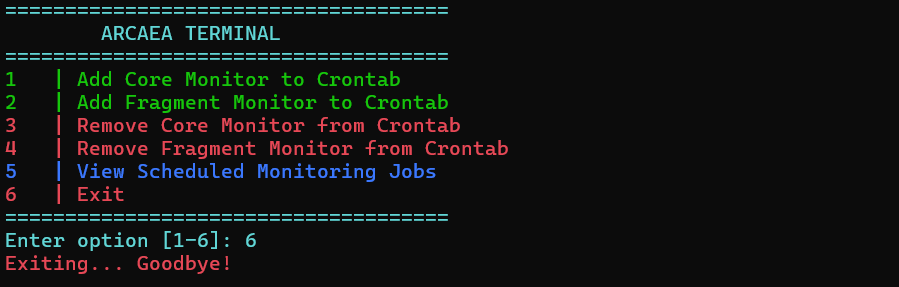 =====================================
ARCAEA TERMINAL
=====================================
1 | Add Core Monitor to Crontab
2 | Add Fragment Monitor to Crontab
3 | Remove Core Monitor from Crontab
4 | Remove Fragment Monitor from Crontab
5 | View Scheduled Monitoring Jobs
6 | Exit
=====================================
Enter option [1-6]: 6
Exiting... Goodbye!